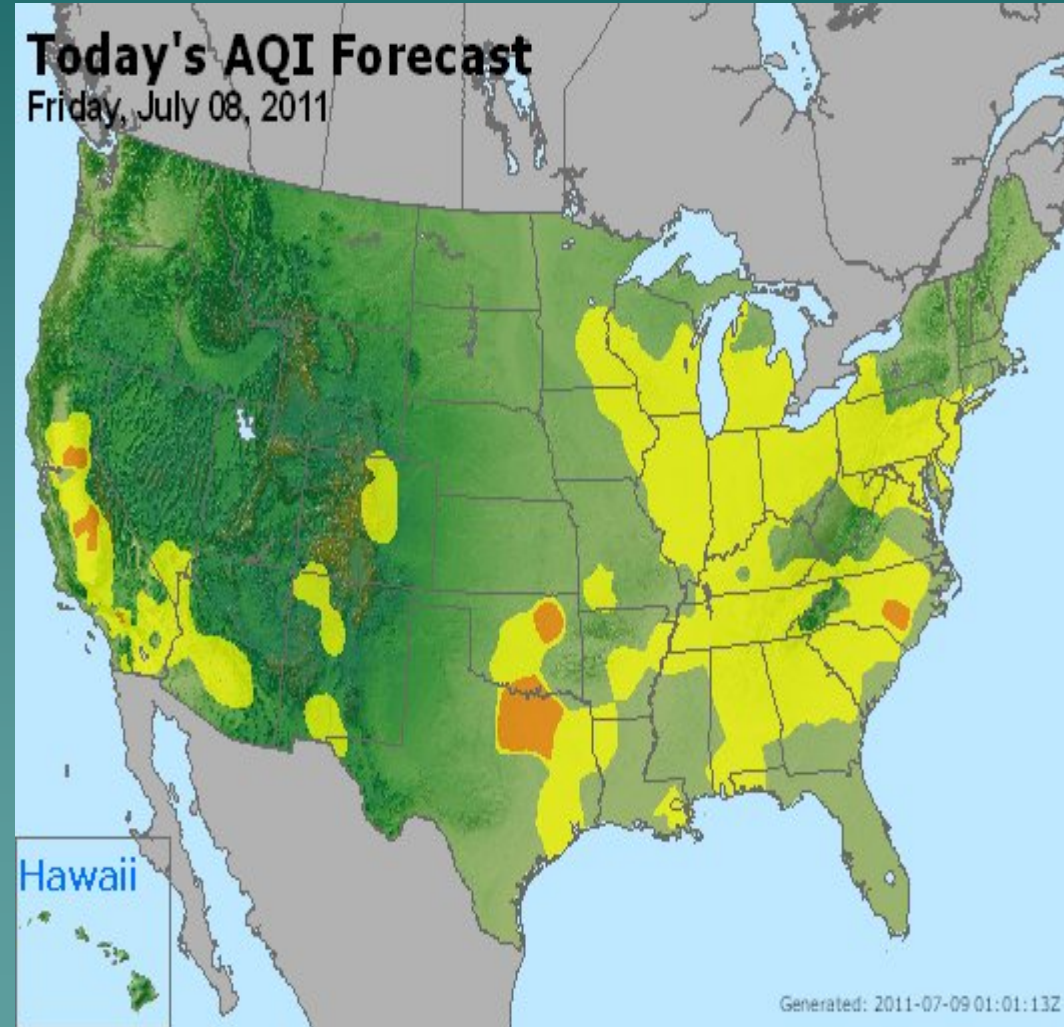 Today's AQI Forecast
Friday, July 08, 2011
Hawaii
Generated: 2011-07-09 01:01:13Z